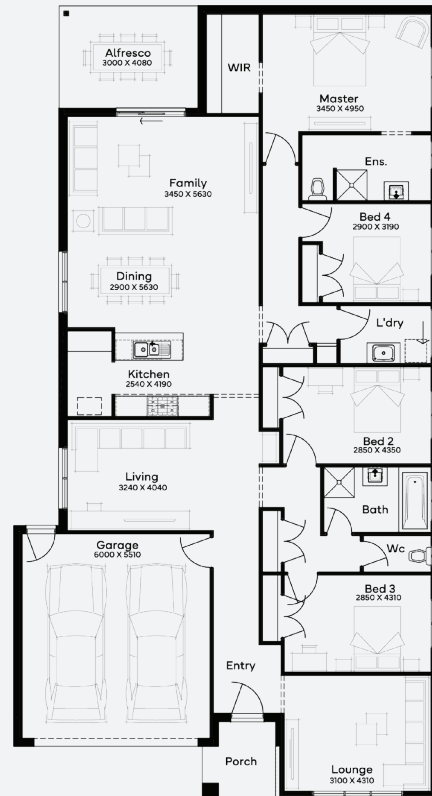 Alfresco
3000 X 4080
WIR
Master
3450 X 4950
Ens.
Family
3450 X 5630
Bed 4
2900 X 3190
Dining
2900 X 5630
L'dry
Kitchen
2540 X 4190
Bed 2
2850 X 4350
Living
3240 X 4040
Bath
Garage
6000 X 5510
Wc
Bed 3
2850 X 4310
Entry
Porch
Lounge
3100 X 4310